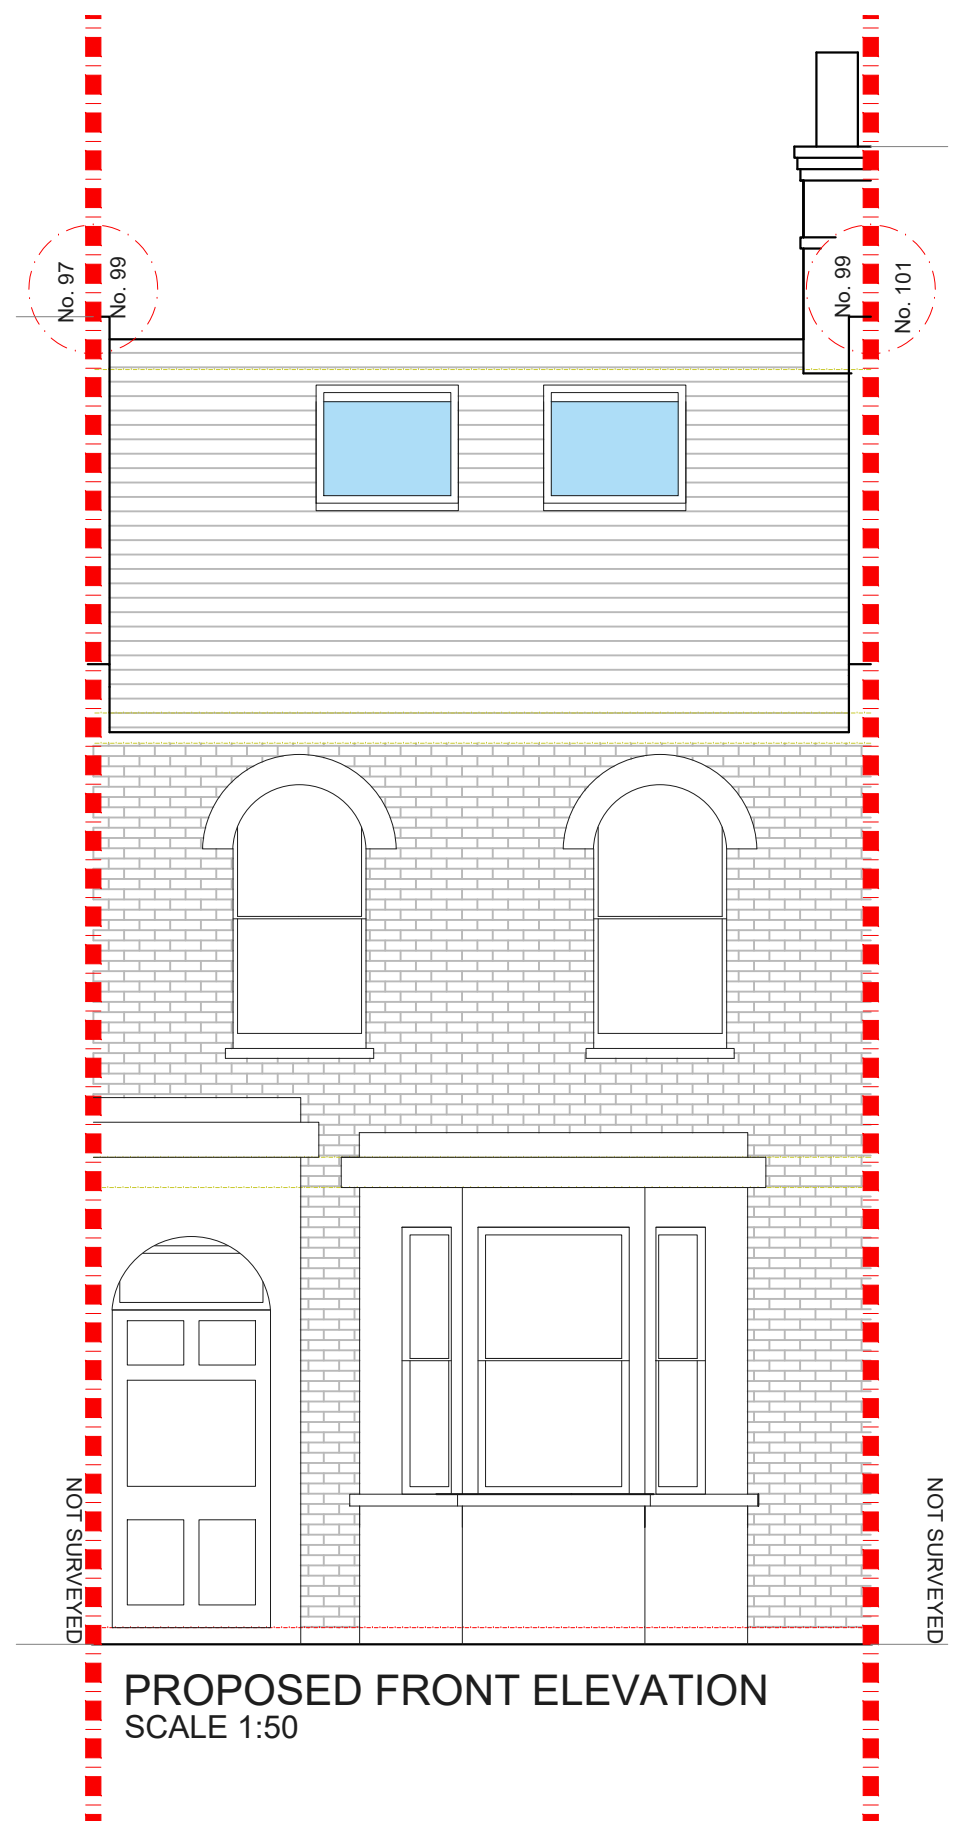 No. 97
No. 99
No. 99
No. 101
NOT SURVEYED
NOT SURVEYED
PROPOSED FRONT ELEVATION
SCALE 1:50